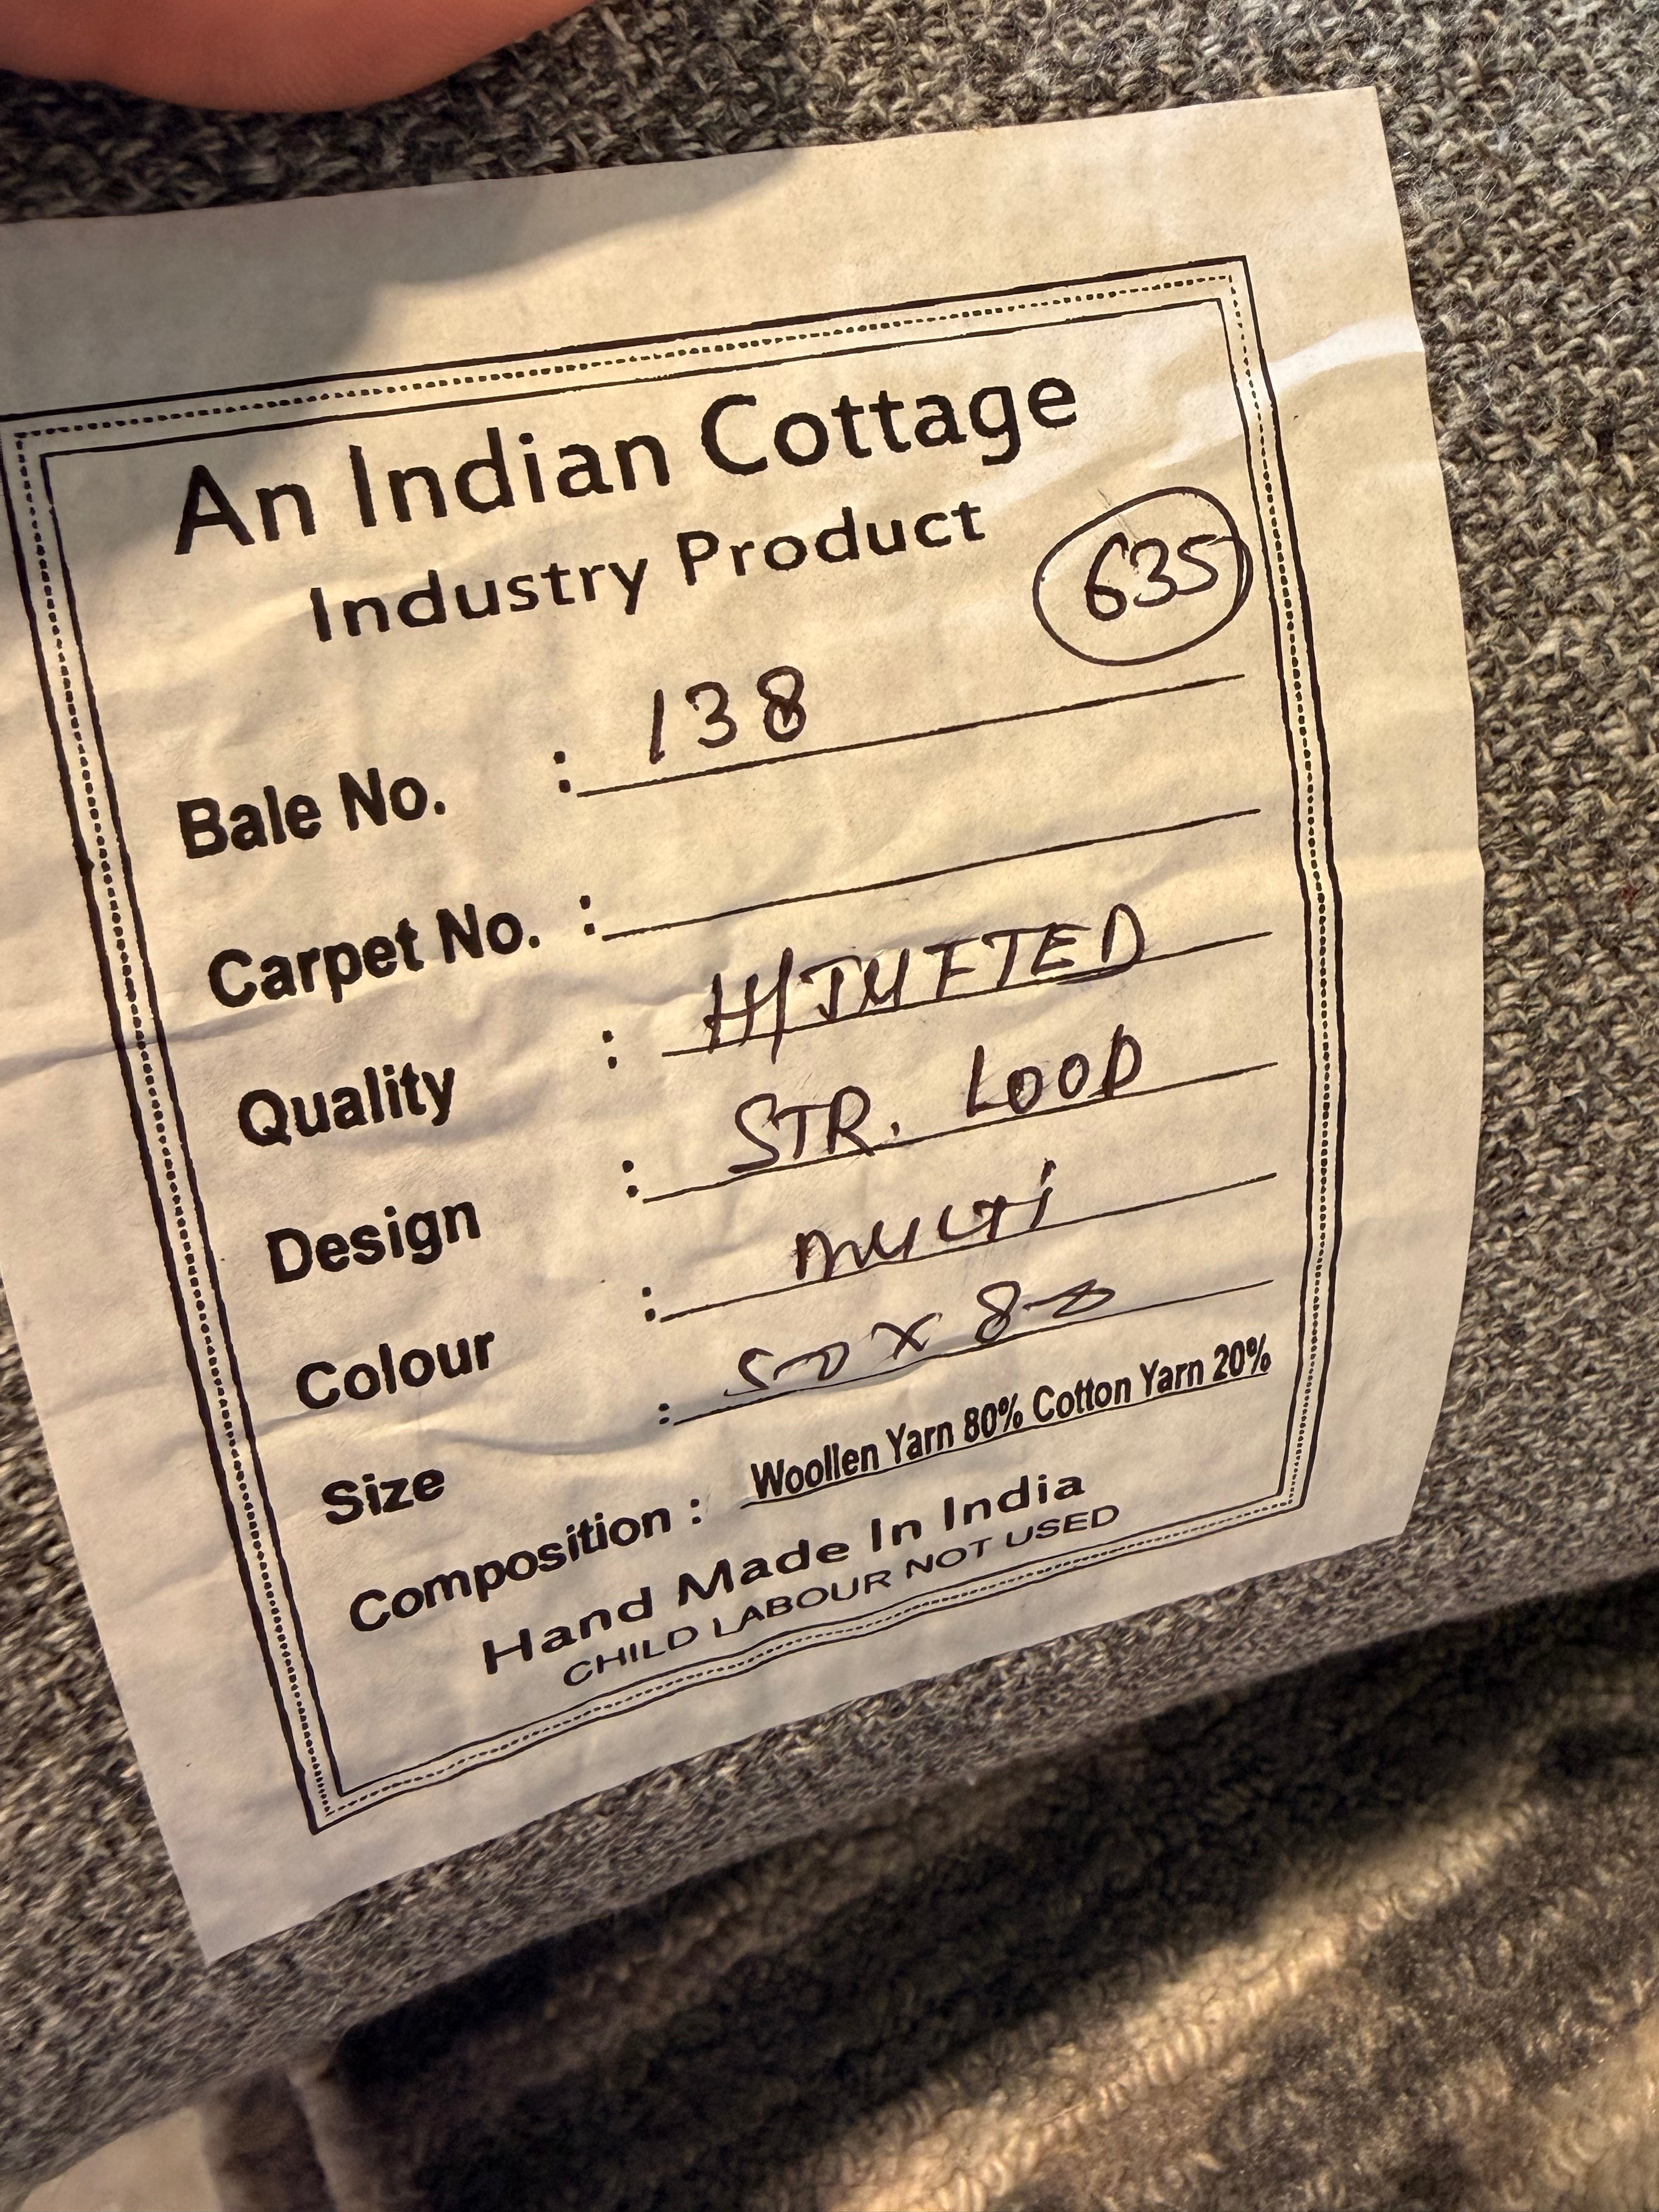 An Indian Cottage
Industry Product
635
Bale No. : 138
Carpet No. :
Quality : H/TUFTED
Design : STR. LOOP
Colour : MULTI
Size : 5-0 x 8-0
Composition : Woollen Yarn 80% Cotton Yarn 20%
Hand Made In India
CHILD LABOUR NOT USED